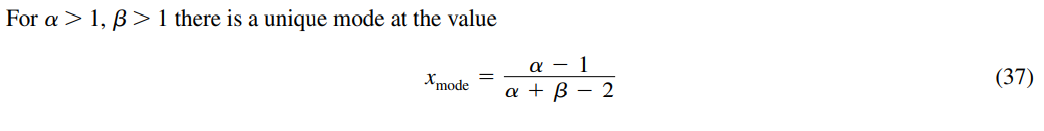 For α > 1, β > 1 there is a unique mode at the value
x_mode = (α − 1) / (α + β − 2) (37)